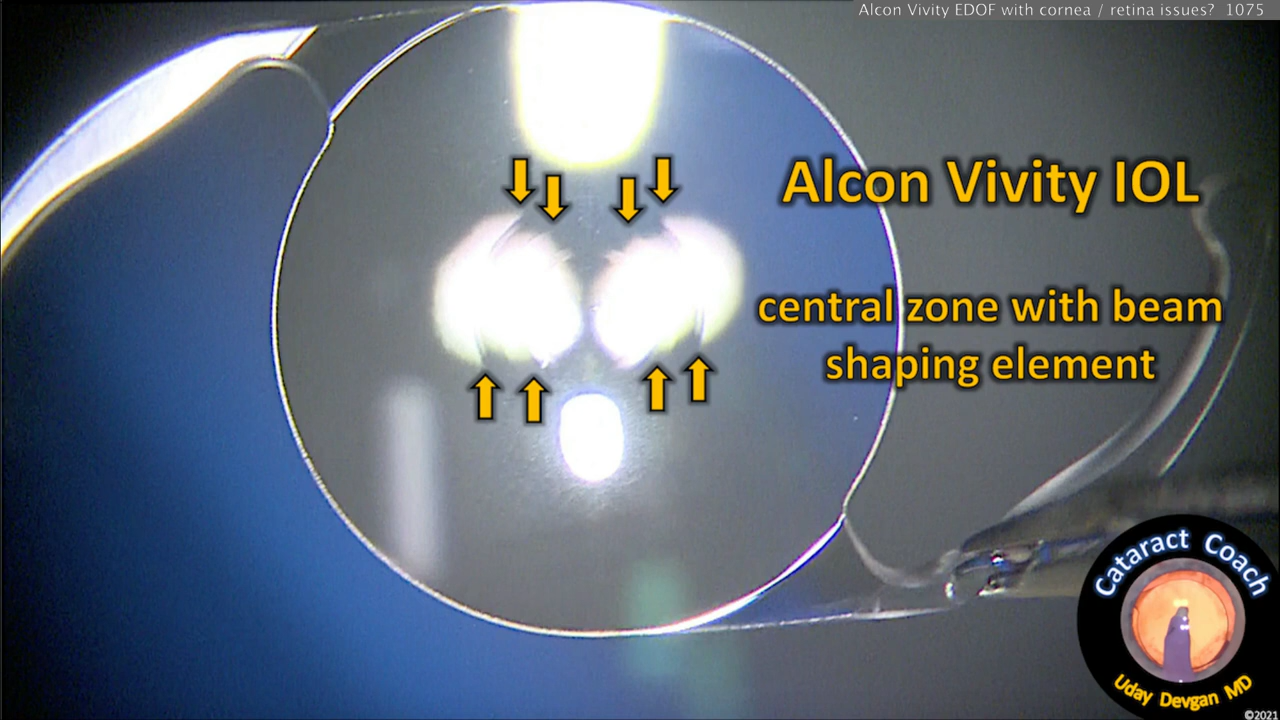 Alcon Vivity EDOF with cornea / retina issues? 1075
Alcon Vivity IOL
central zone with beam
shaping element
Cataract Coach
Uday Devgan MD
©2021